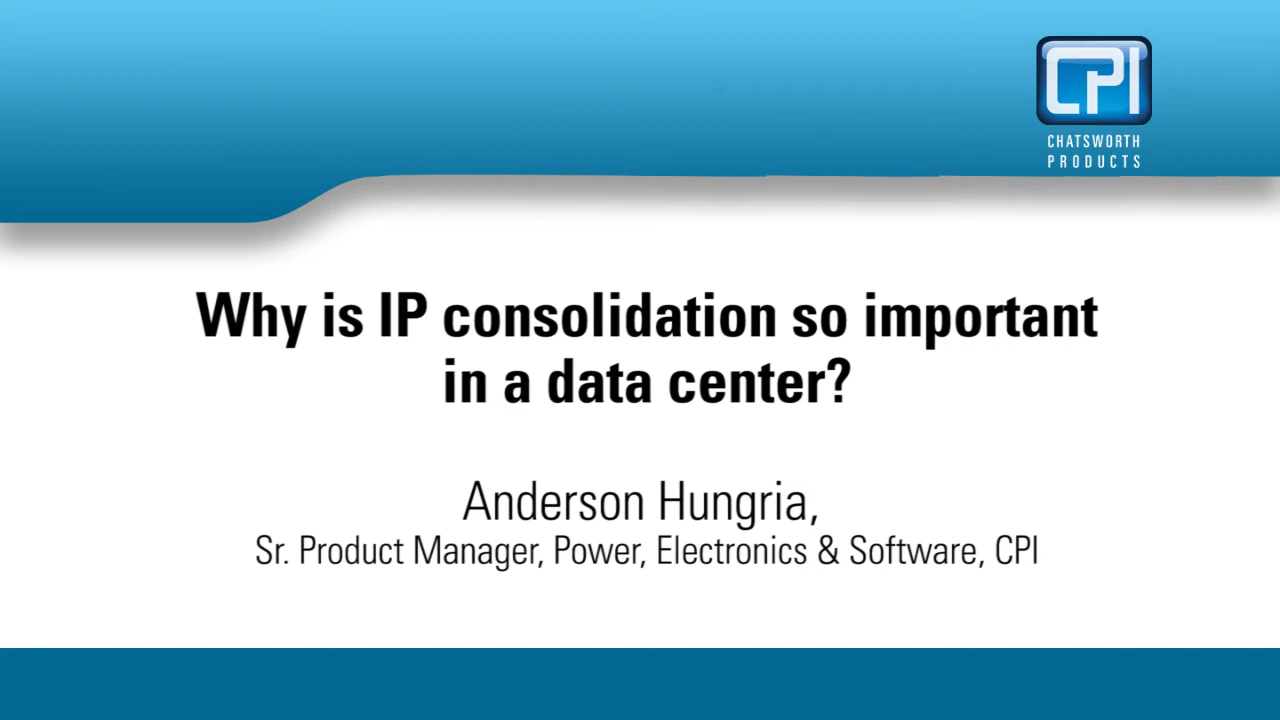 CPI
CHATSWORTH
PRODUCTS
Why is IP consolidation so important
in a data center?
Anderson Hungria,
Sr. Product Manager, Power, Electronics & Software, CPI